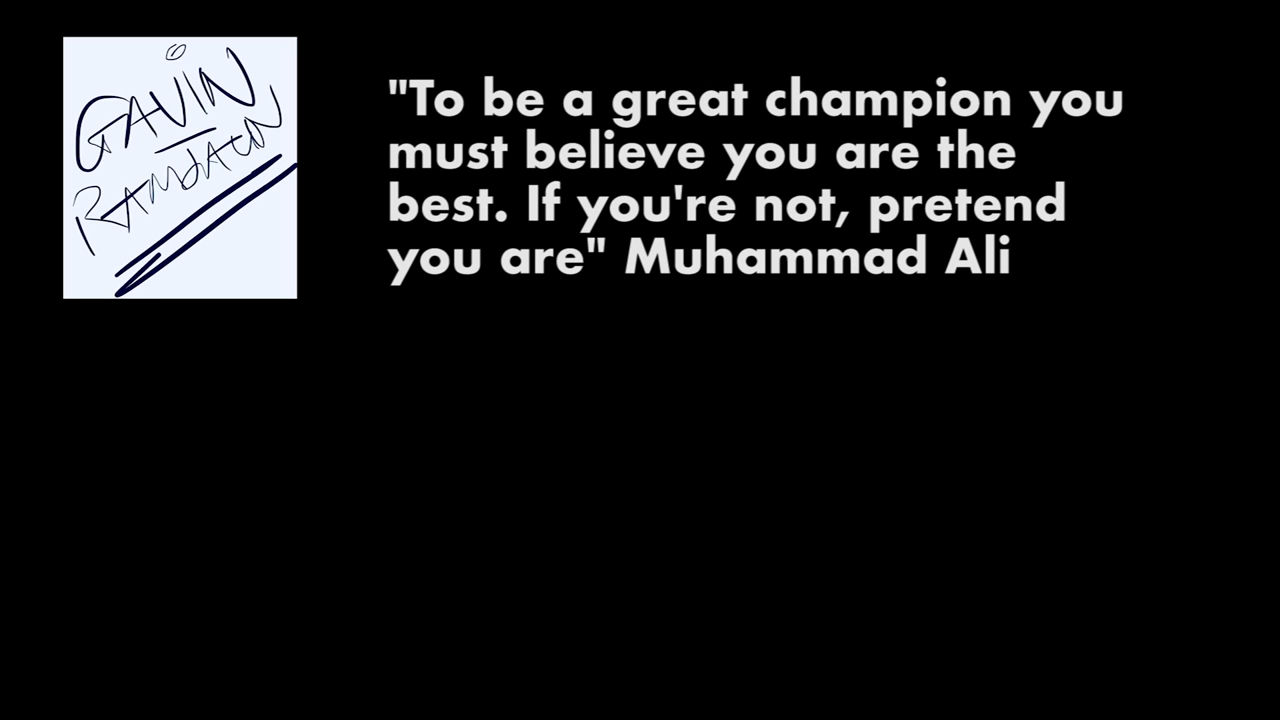 GAVIN
"To be a great champion you
must believe you are the
best. If you're not, pretend
you are" Muhammad Ali